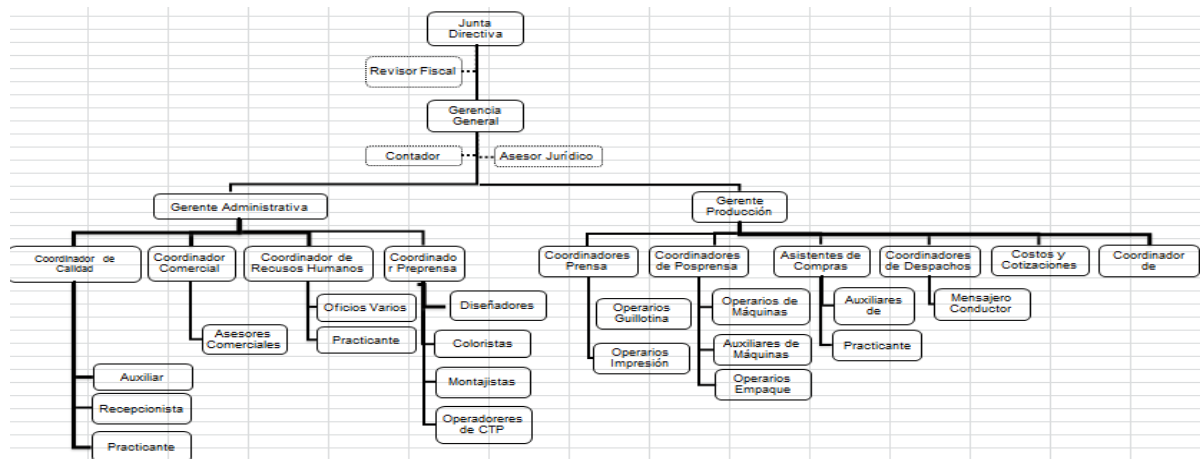 Junta
Directiva
Revisor Fiscal
Gerencia
General
Contador
Asesor Jurídico
Gerente Administrativa
Gerente
Producción
Coordinador de
Calidad
Coordinador
Comercial
Coordinador de
Recusos Humanos
Coordinado
r Preprensa
Coordinadores
Prensa
Coordinadores
de Posprensa
Asistentes de
Compras
Coordinadores
de Despachos
Costos y
Cotizaciones
Coordinador
de
Asesores
Comerciales
Auxiliar
Recepcionista
Practicante
Oficios Varios
Practicante
Diseñadores
Coloristas
Montajistas
Operadoreres
de CTP
Operarios
Guillotina
Operarios
Impresión
Operarios de
Máquinas
Auxiliares de
Máquinas
Operarios
Empaque
Auxiliares
de
Practicante
Mensajero
Conductor